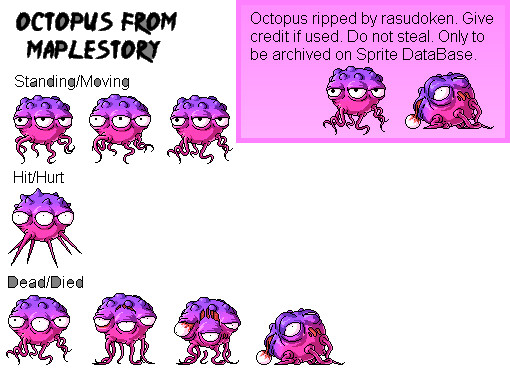 OCTOPUS FROM
MAPLESTORY
Octopus ripped by rasudoken. Give
credit if used. Do not steal. Only to
be archived on Sprite DataBase.
Standing/Moving
Hit/Hurt
Dead/Died